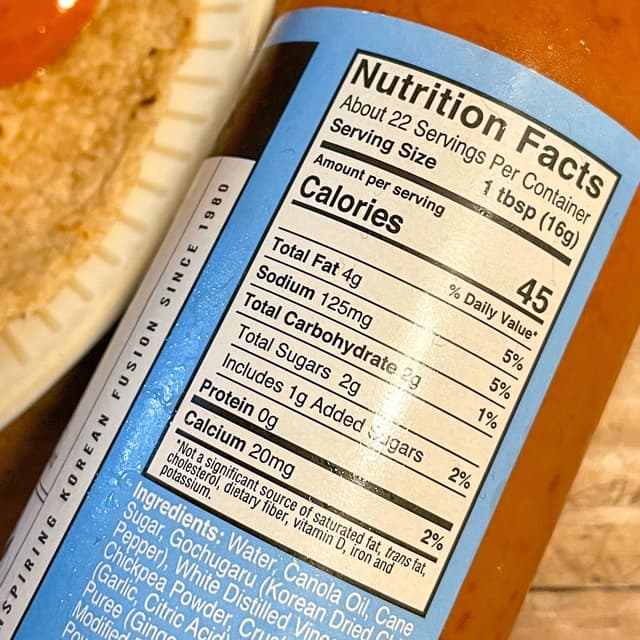 Nutrition Facts
About 22 Servings Per Container
Serving Size 1 tbsp (16g)
Amount per serving
Calories 45
% Daily Value*
Total Fat 4g 5%
Sodium 125mg 5%
Total Carbohydrate 2g 1%
Total Sugars 2g
Includes 1g Added Sugars 2%
Protein 0g
Calcium 20mg 2%
*Not a significant source of saturated fat, trans fat,
cholesterol, dietary fiber, vitamin D, iron and
potassium.
Ingredients: Water, Canola Oil, Cane
Sugar, Gochugaru (Korean Dried
Pepper), White Distilled
Chickpea Powder,
(Garlic, Citric Acid)
Puree
Modified
KOREAN FUSION SINCE 1980